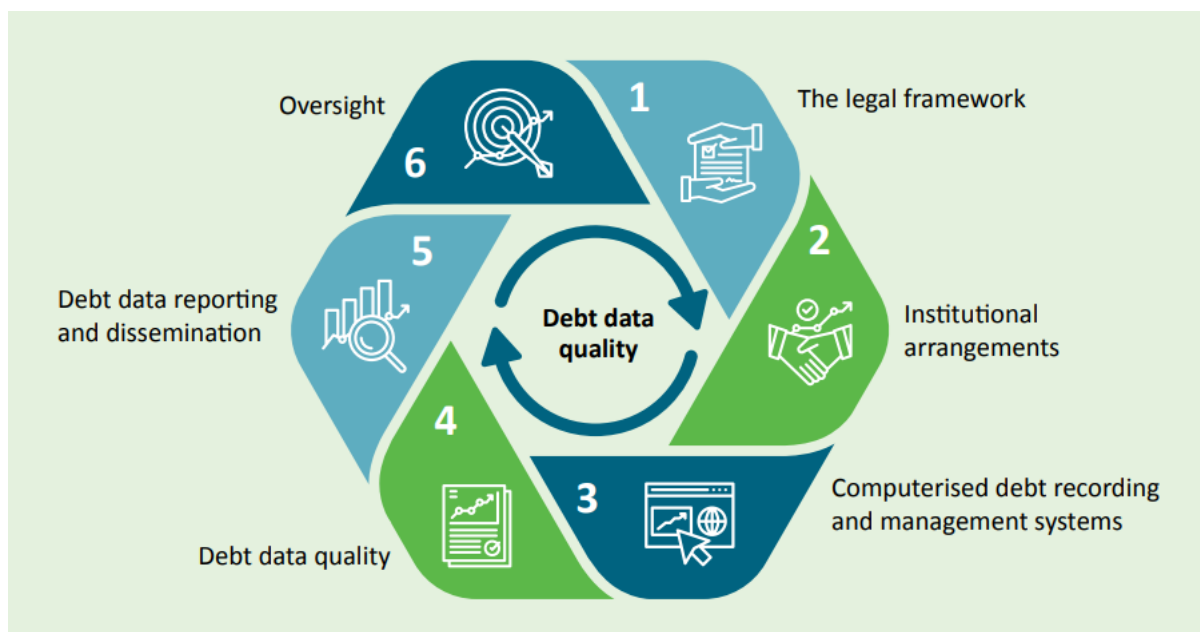 1
The legal framework
2
Institutional
arrangements
3
Computerised debt recording
and management systems
4
Debt data quality
5
Debt data reporting
and dissemination
6
Oversight
Debt data
quality